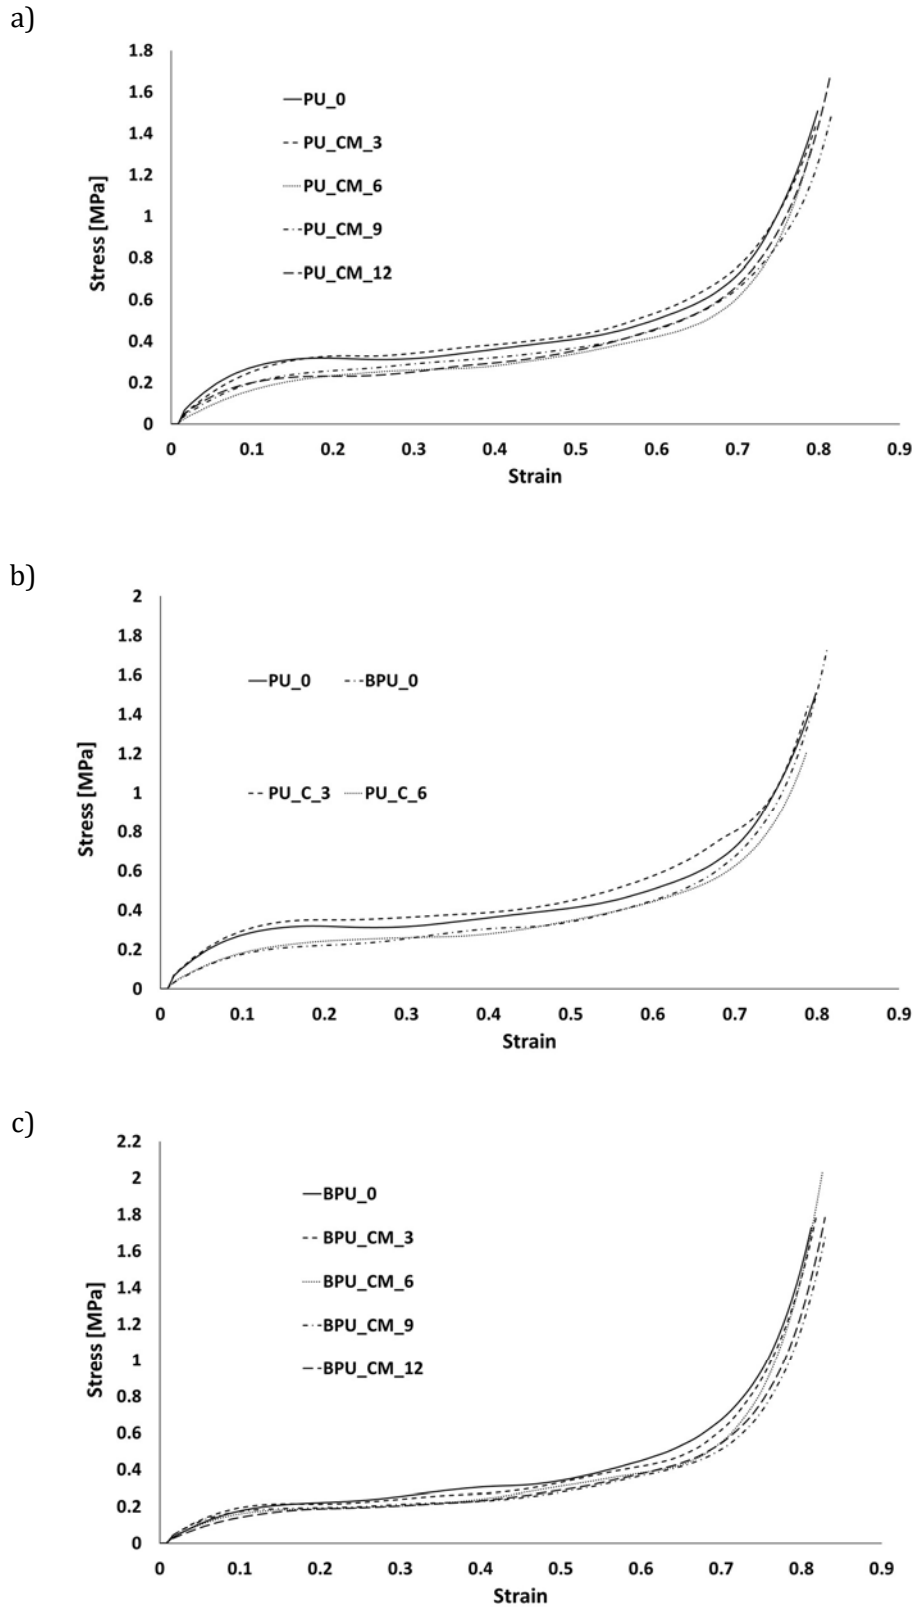 a)
1.8
1.6
1.4
1.2
1
0.8
0.6
0.4
0.2
0
Stress [MPa]
PU_0
PU_CM_3
PU_CM_6
PU_CM_9
PU_CM_12
0 0.1 0.2 0.3 0.4 0.5 0.6 0.7 0.8 0.9
Strain
b)
2
1.8
1.6
1.4
1.2
1
0.8
0.6
0.4
0.2
0
Stress [MPa]
PU_0 BPU_0
PU_C_3 PU_C_6
0 0.1 0.2 0.3 0.4 0.5 0.6 0.7 0.8 0.9
Strain
c)
2.2
2
1.8
1.6
1.4
1.2
1
0.8
0.6
0.4
0.2
0
Stress [MPa]
BPU_0
BPU_CM_3
BPU_CM_6
BPU_CM_9
BPU_CM_12
0 0.1 0.2 0.3 0.4 0.5 0.6 0.7 0.8 0.9
Strain